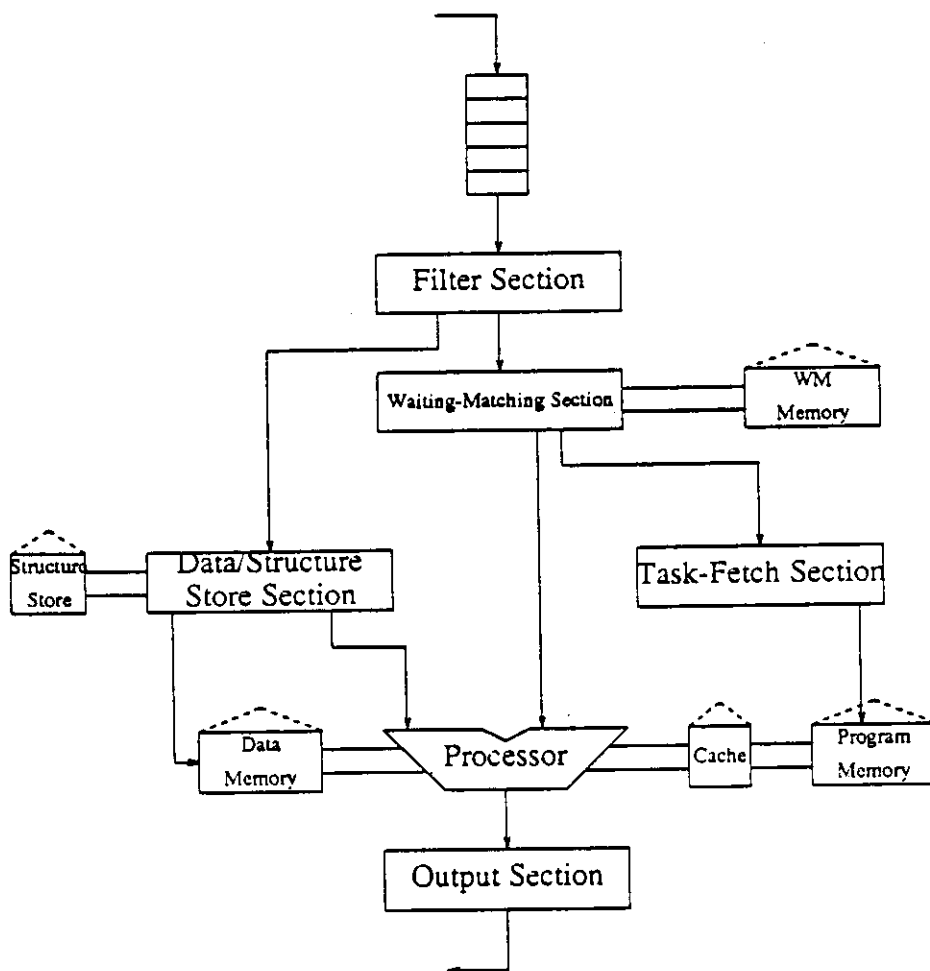 Filter Section
Waiting-Matching Section
WM
Memory
Structure
Store
Data/Structure
Store Section
Task-Fetch Section
Data
Memory
Processor
Cache
Program
Memory
Output Section